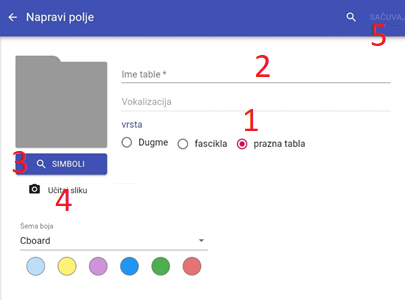 Napravi polje
SAČUVAJ
5
Ime table *
2
Vokalizacija
vrsta
1
Dugme
fascikla
prazna tabla
3
SIMBOLI
Učitaj sliku
4
Šema boja
Cboard